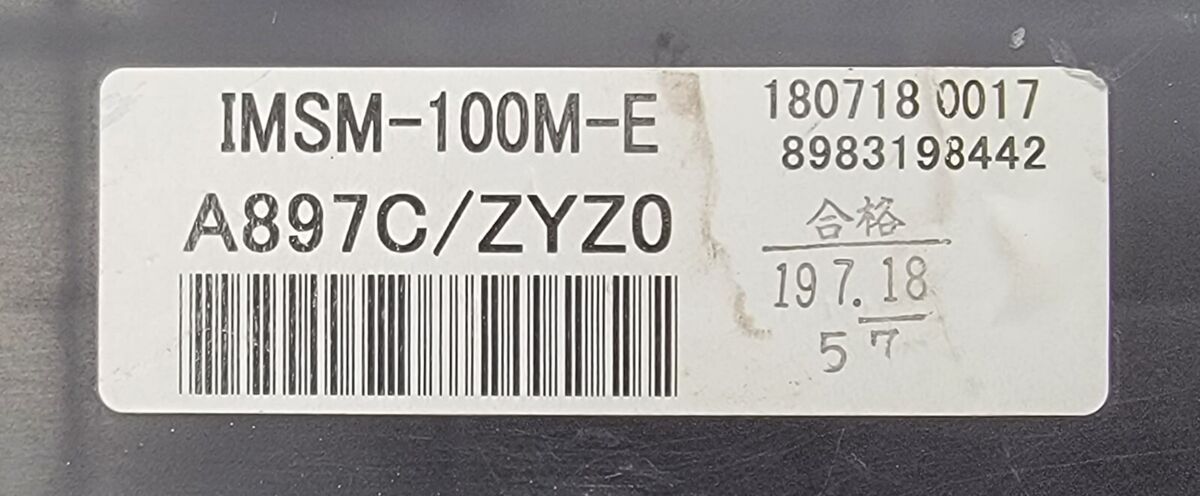 IMSM-100M-E
A897C/ZYZ0
180718 0017
8983198442
合格
19 7. 18
5 7